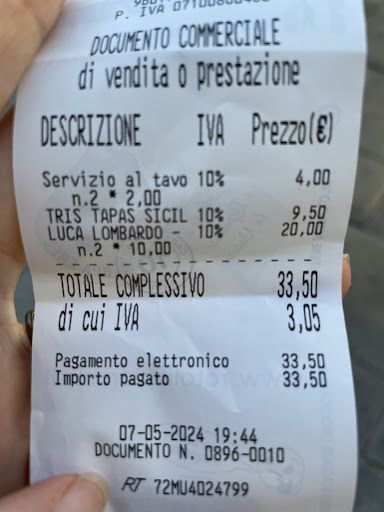 DOCUMENTO COMMERCIALE
di vendita o prestazione
DESCRIZIONE IVA Prezzo(€)
Servizio al tavo 10% 4,00
n.2 * 2,00
TRIS TAPAS SICIL 10% 9,50
LUCA LOMBARDO - 10% 20,00
n.2 * 10,00
TOTALE COMPLESSIVO 33,50
di cui IVA 3,05
Pagamento elettronico 33,50
Importo pagato 33,50
07-05-2024 19:44
DOCUMENTO N. 0896-0010
RT 72MU4024799